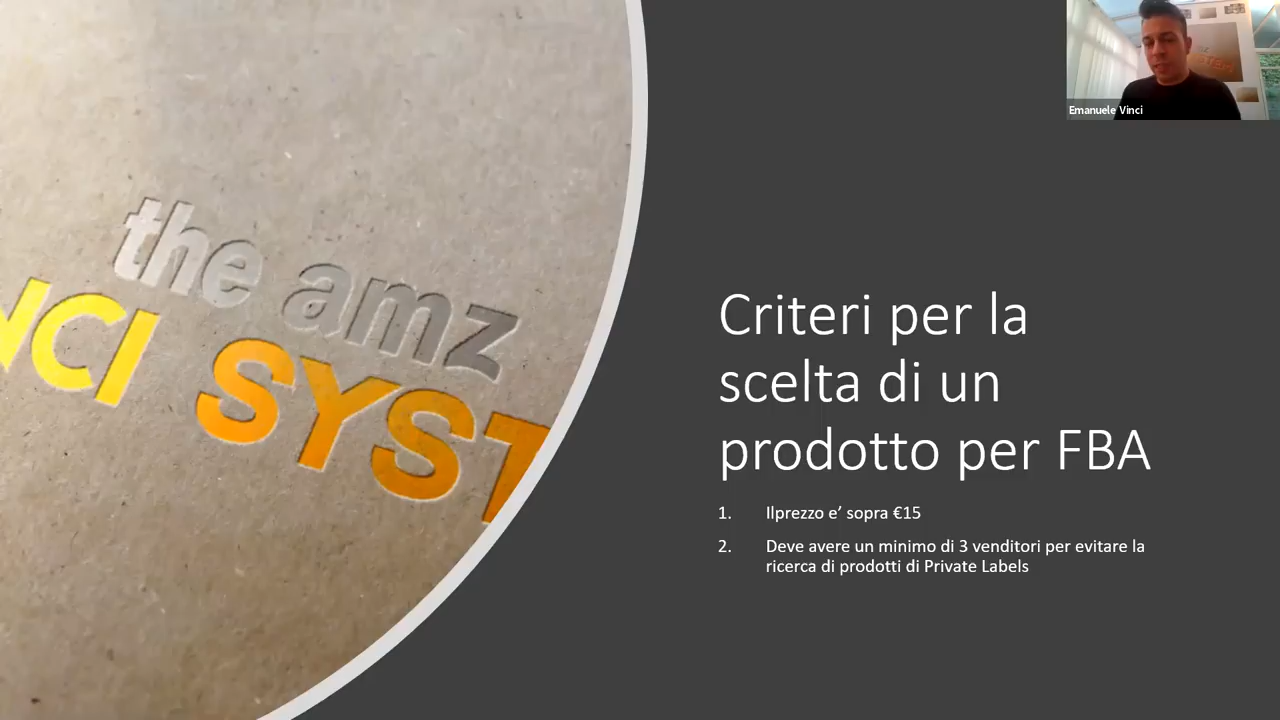 the amz
NCI SYST
Emanuele Vinci
Criteri per la
scelta di un
prodotto per FBA
1. Ilprezzo e’ sopra €15
2. Deve avere un minimo di 3 venditori per evitare la
ricerca di prodotti di Private Labels